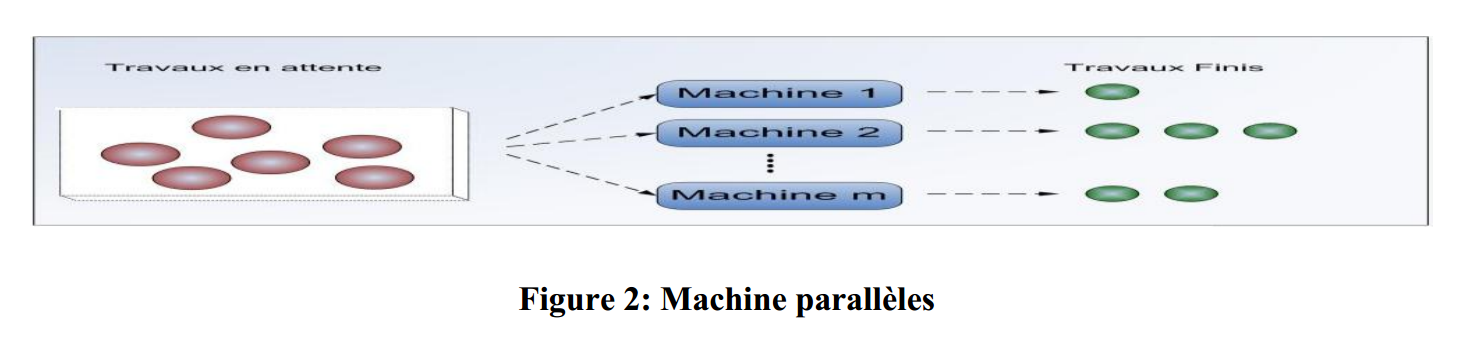 Travaux en attente
Travaux Finis
Machine 1
Machine 2
Machine m
Figure 2: Machine parallèles